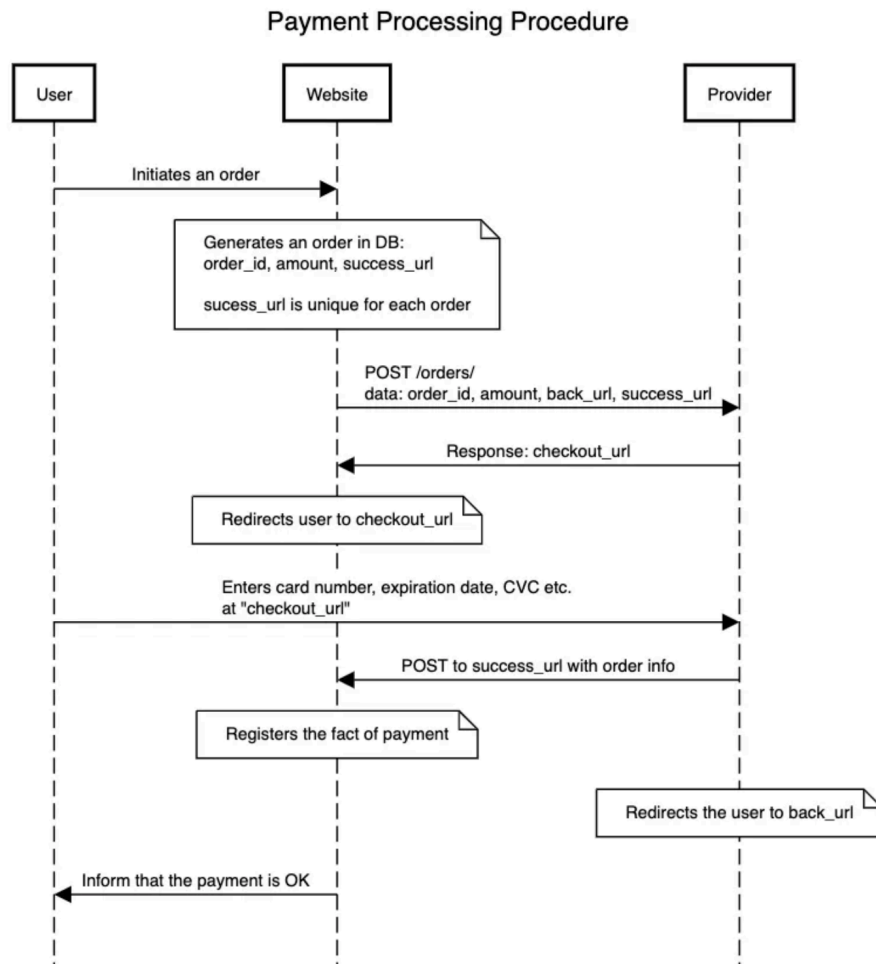 Payment Processing Procedure
User
Website
Provider
Initiates an order
Generates an order in DB:
order_id, amount, success_url
sucess_url is unique for each order
POST /orders/
data: order_id, amount, back_url, success_url
Response: checkout_url
Redirects user to checkout_url
Enters card number, expiration date, CVC etc.
at "checkout_url"
POST to success_url with order info
Registers the fact of payment
Redirects the user to back_url
Inform that the payment is OK